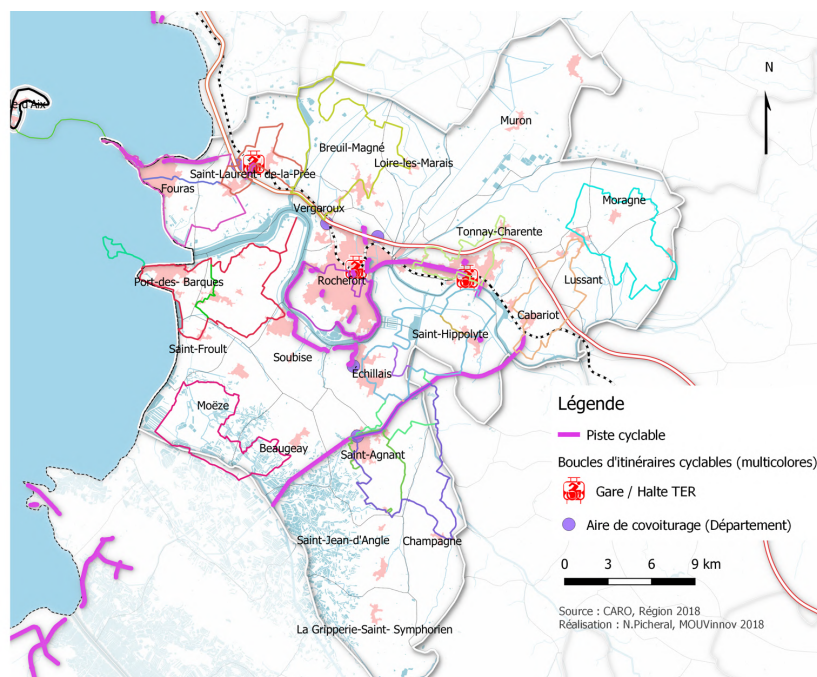 N
Muron
e d'Aix
Breuil-Magné
Loire-les-Marais
Saint-Laurent- de-la-Prée
Fouras
Moragne
Vergeroux
Tonnay-Charente
Port-des- Barques
Rochefort
Lussant
Cabariot
Saint-Hippolyte
Saint-Froult
Soubise
Échillais
Moëze
Beaugeay
Saint-Agnant
Saint-Jean-d'Angle
Champagne
La Gripperie-Saint- Symphorien
Légende
Piste cyclable
Boucles d'itinéraires cyclables (multicolores)
Gare / Halte TER
Aire de covoiturage (Département)
0 3 6 9 km
Source : CARO, Région 2018
Réalisation : N.Picheral, MOUVinnov 2018